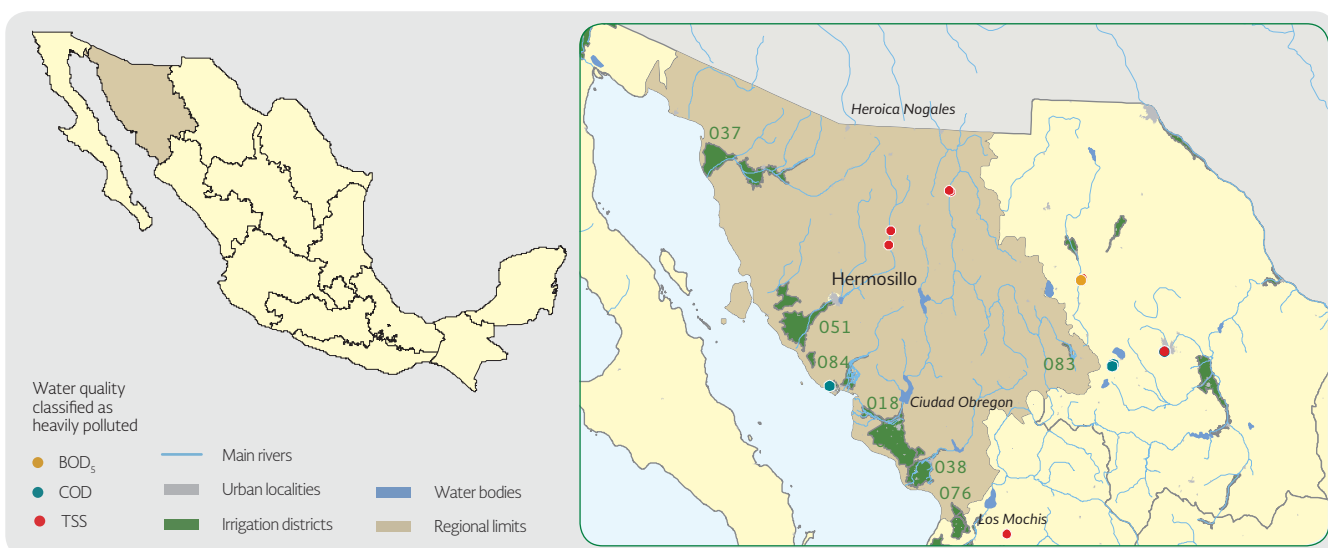 Water quality
classified as
heavily polluted
BOD₅
COD
TSS
Main rivers
Urban localities
Irrigation districts
Water bodies
Regional limits
Heroica Nogales
037
Hermosillo
051
084
083
018
Ciudad Obregon
038
076
Los Mochis